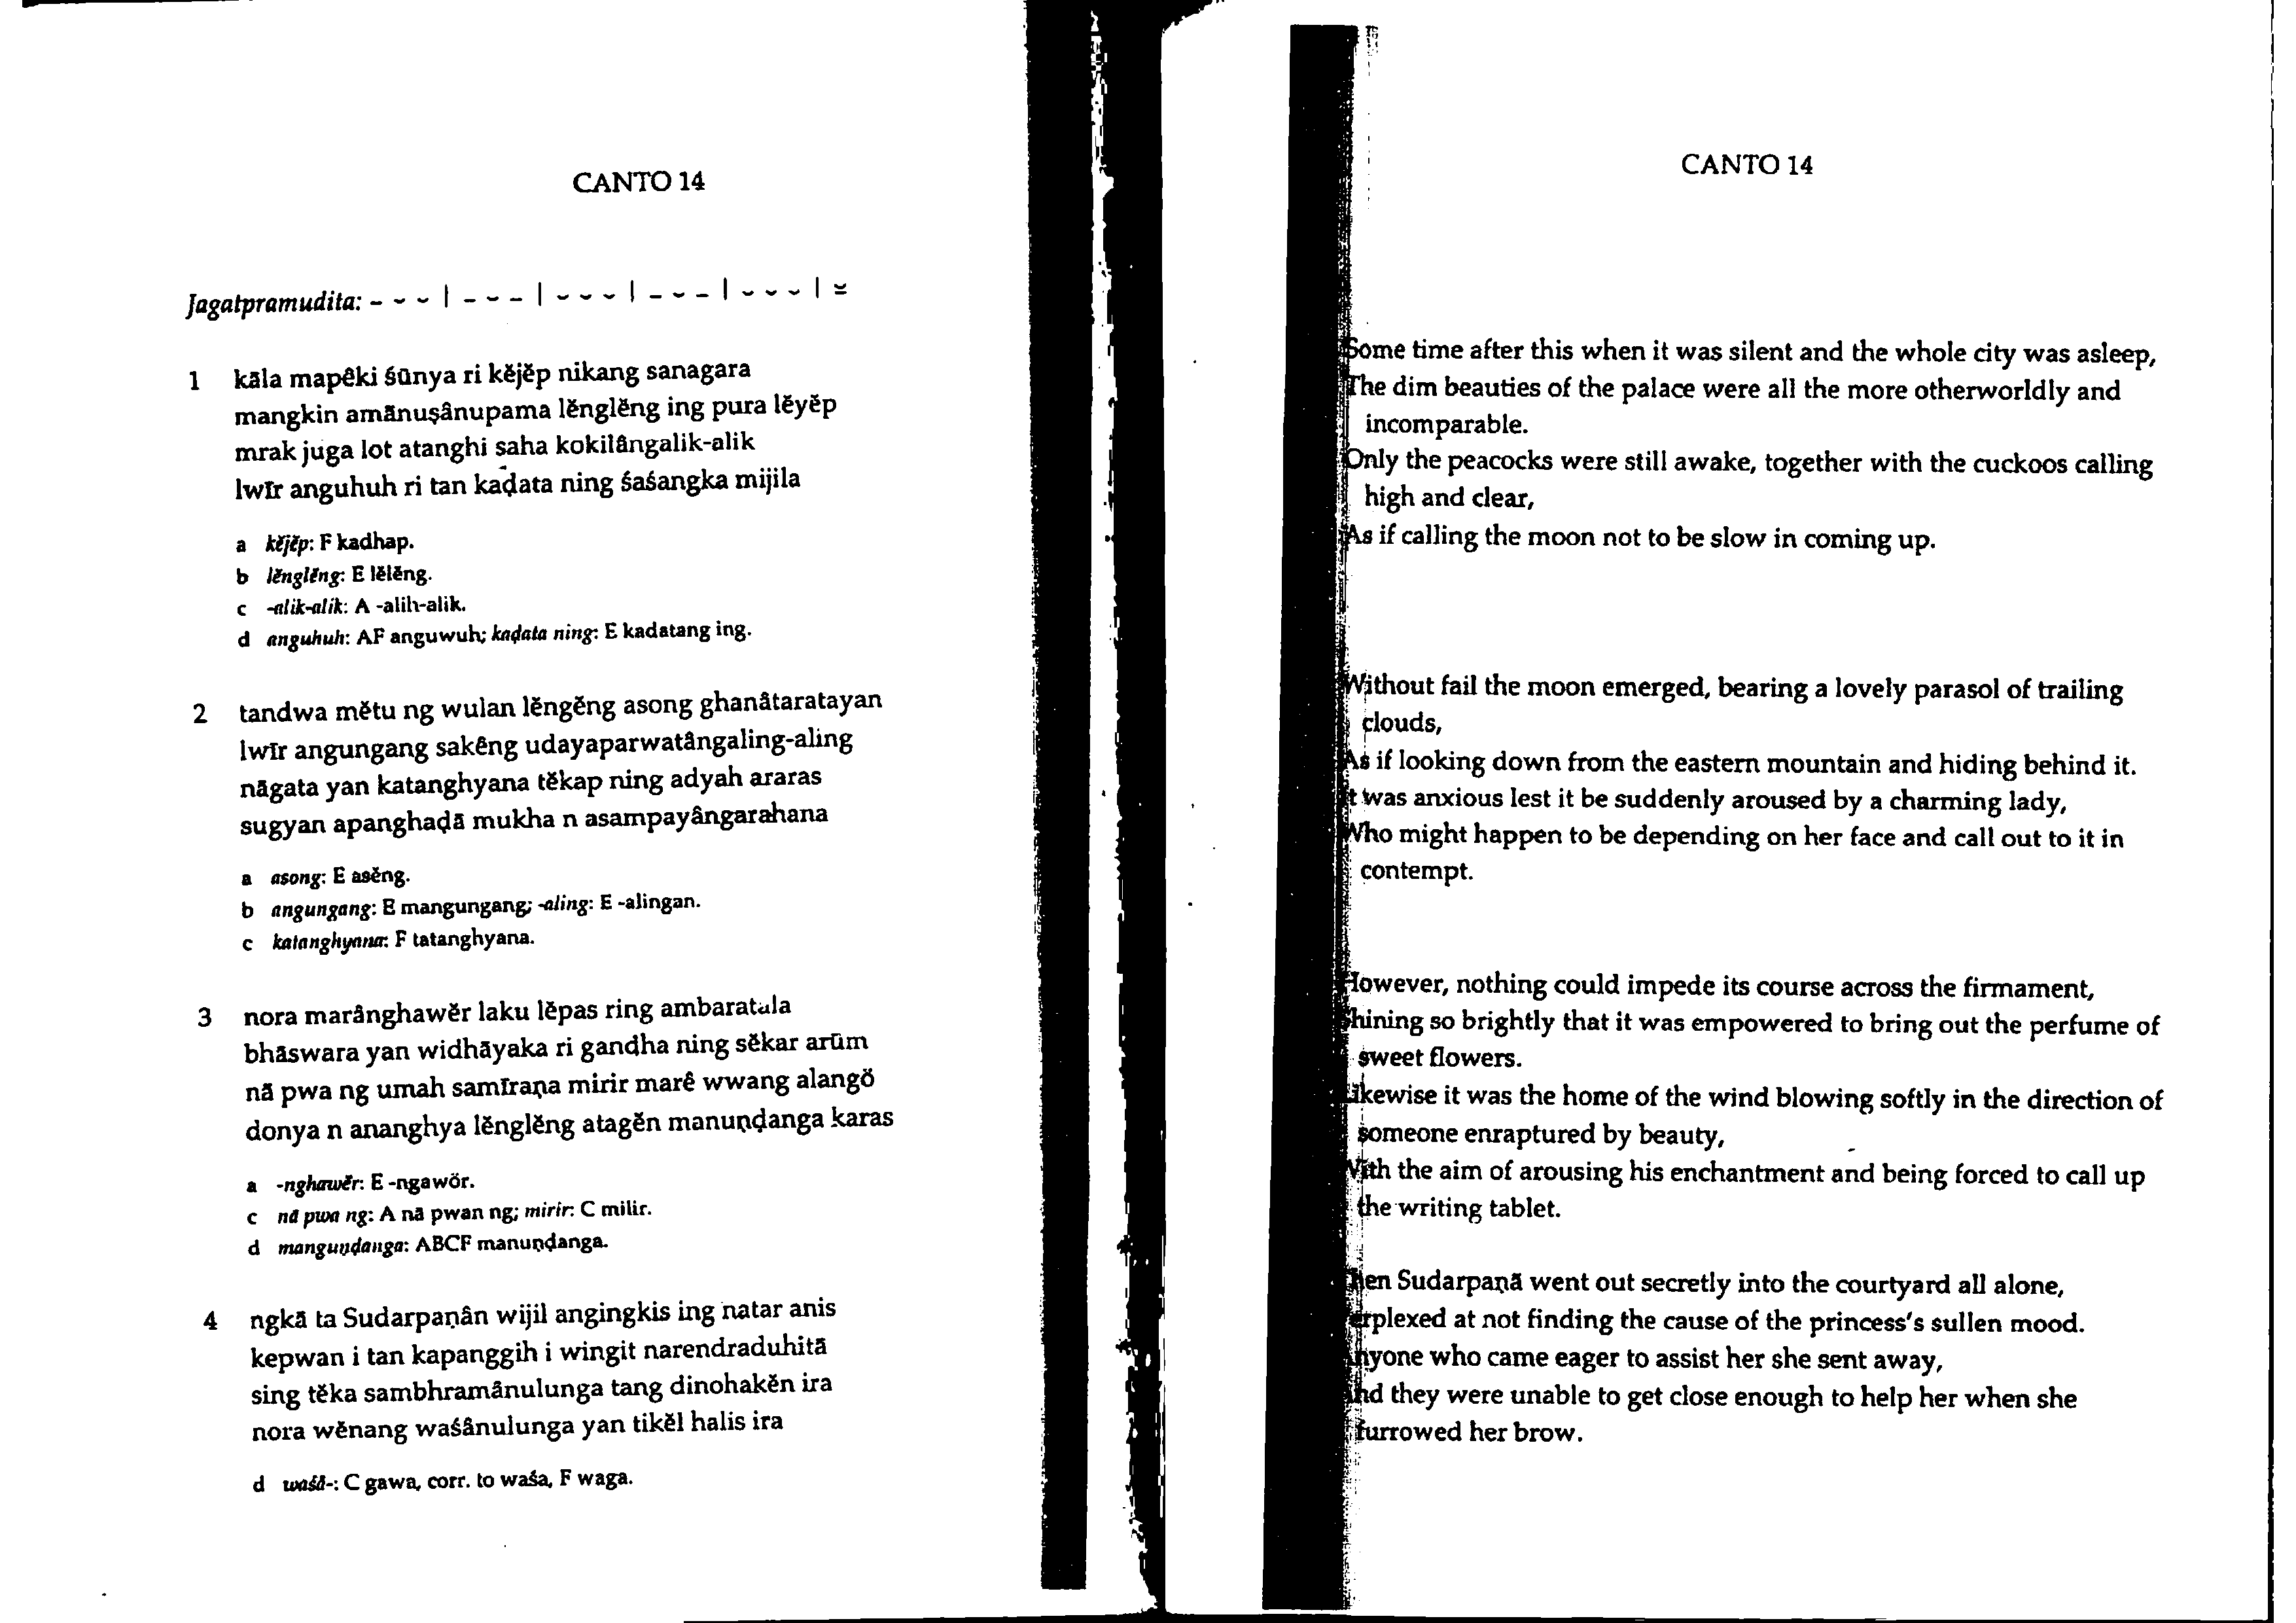 CANTO 14
Jagatpramudita: – ⏑ ⏑ | – ⏑ – | ⏑ ⏑ ⏑ | – ⏑ – | ⏑ ⏑ ⏑ | ⏓
1 kāla mapêki śūnya ri kĕjĕp nikang sanagara
mangkin amānuṣânupama lĕnglĕng ing pura lĕyĕp
mrak juga lot atanghi saha kokilângalik-alik
lwīr anguhuh ri tan kaḍata ning śaśangka mijila
a kĕjĕp: F kadhap.
b lĕnglĕng: E lĕlĕng.
c -alik-alik: A -alih-alik.
d anguhuh: AF anguwuh; kaḍata ning: E kadatang ing.
2 tandwa mĕtu ng wulan lĕngĕng asong ghanâtaratayan
lwīr angungang sakêng udayaparwatângaling-aling
nāgata yan katanghyana tĕkap ning adyah araras
sugyan apanghaḍā mukha n asampayângarahana
a asong: E asĕng.
b angungang: E mangungang; -aling: E -alingan.
c katanghyana: F tatanghyana.
3 nora marânghawĕr laku lĕpas ring ambaratala
bhāswara yan widhāyaka ri gandha ning sĕkar arūm
nā pwa ng umah samīraṇa mirir marê wwang alangö
donya n ananghya lĕnglĕng atagĕn manuṇḍanga karas
a -nghawĕr: E -ngawör.
c nā pwa ng: A nā pwan ng; mirir: C milir.
d manguṇḍanga: ABCF manuṇḍanga.
4 ngkā ta Sudarpaṇân wijil angingkis ing natar anis
kepwan i tan kapanggih i wingit narendraduhitā
sing tĕka sambhramânulunga tang dinohakĕn ira
nora wĕnang waśânulunga yan tikĕl halis ira
d waśā-: C gawa, corr. to waśa, F waga.
CANTO 14
Some time after this when it was silent and the whole city was asleep,
The dim beauties of the palace were all the more otherworldly and
incomparable.
Only the peacocks were still awake, together with the cuckoos calling
high and clear,
As if calling the moon not to be slow in coming up.
Without fail the moon emerged, bearing a lovely parasol of trailing
clouds,
As if looking down from the eastern mountain and hiding behind it.
It was anxious lest it be suddenly aroused by a charming lady,
Who might happen to be depending on her face and call out to it in
contempt.
However, nothing could impede its course across the firmament,
Shining so brightly that it was empowered to bring out the perfume of
sweet flowers.
Likewise it was the home of the wind blowing softly in the direction of
someone enraptured by beauty,
With the aim of arousing his enchantment and being forced to call up
the writing tablet.
Then Sudarpaṇā went out secretly into the courtyard all alone,
Perplexed at not finding the cause of the princess's sullen mood.
Anyone who came eager to assist her she sent away,
And they were unable to get close enough to help her when she
furrowed her brow.